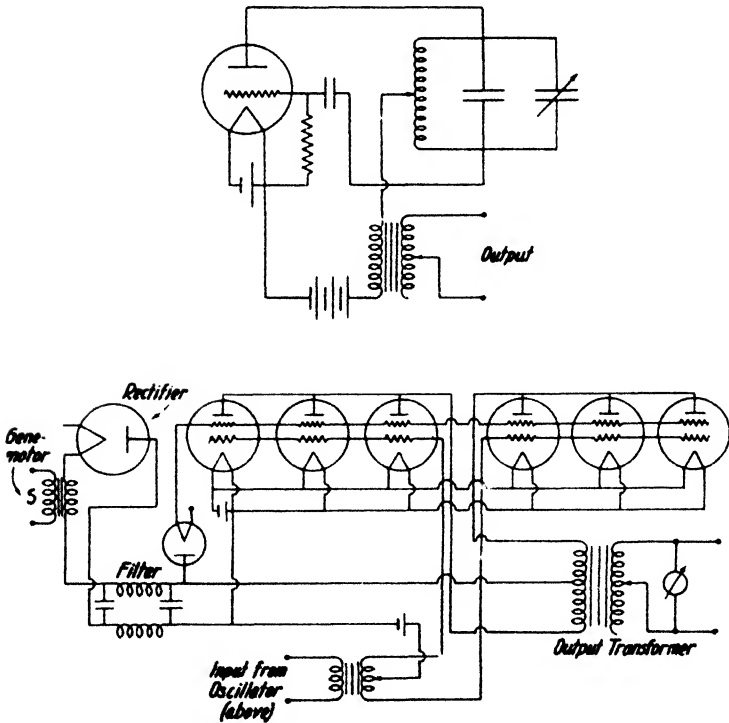 Output
Rectifier
Gene-
motor
S
Filter
Output Transformer
Input from
Oscillator
(above)